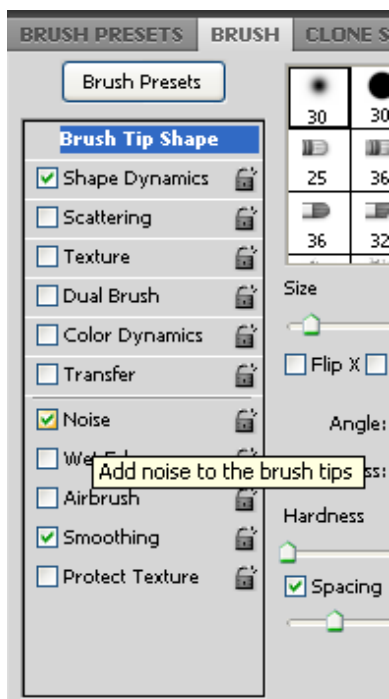 BRUSH PRESETS BRUSH CLONE S
Brush Presets
Brush Tip Shape
Shape Dynamics
Scattering
Texture
Dual Brush
Color Dynamics
Transfer
Noise
Add noise to the brush tips
Airbrush
Smoothing
Protect Texture
30 30
25 36
36 32
Size
Flip X
Angle:
ss:
Hardness
Spacing